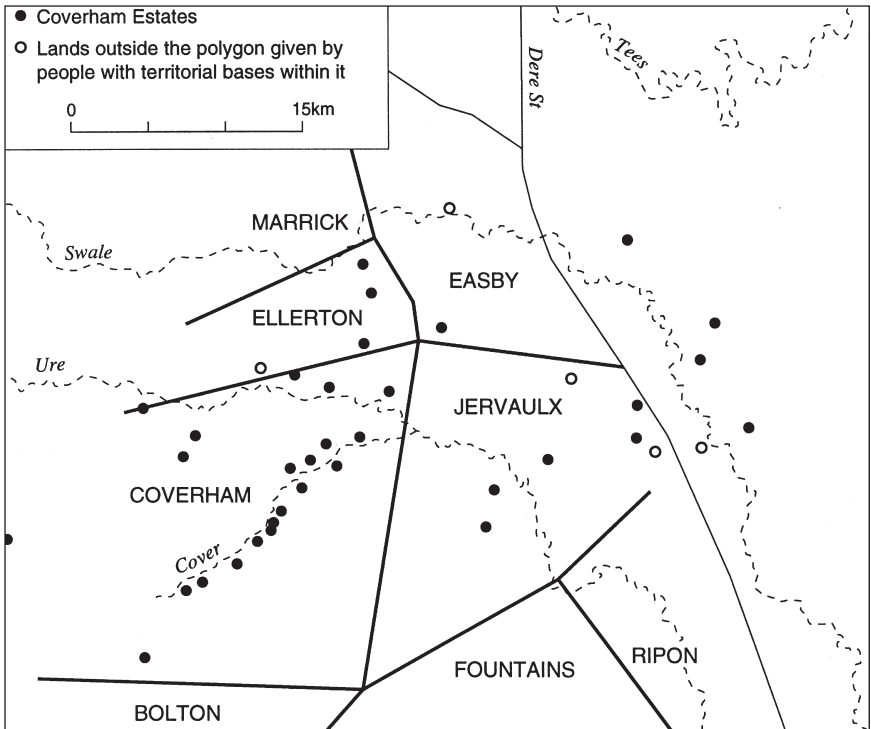 Coverham Estates
Lands outside the polygon given by
people with territorial bases within it
0 15km
Dere St
Tees
MARRICK
Swale
EASBY
ELLERTON
Ure
JERVAULX
COVERHAM
Cover
FOUNTAINS
RIPON
BOLTON